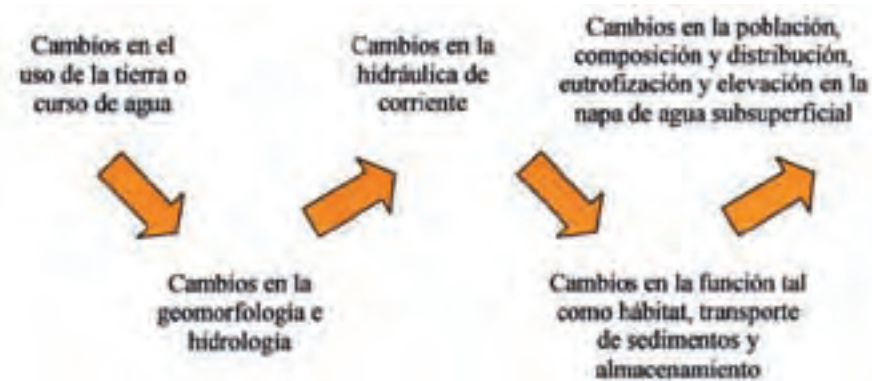 Cambios en el
uso de la tierra o
curso de agua
Cambios en la
geomorfología e
hidrología
Cambios en la
hidráulica de
corriente
Cambios en la función tal
como hábitat, transporte
de sedimentos y
almacenamiento
Cambios en la población,
composición y distribución,
eutrofización y elevación en la
napa de agua subsuperficial